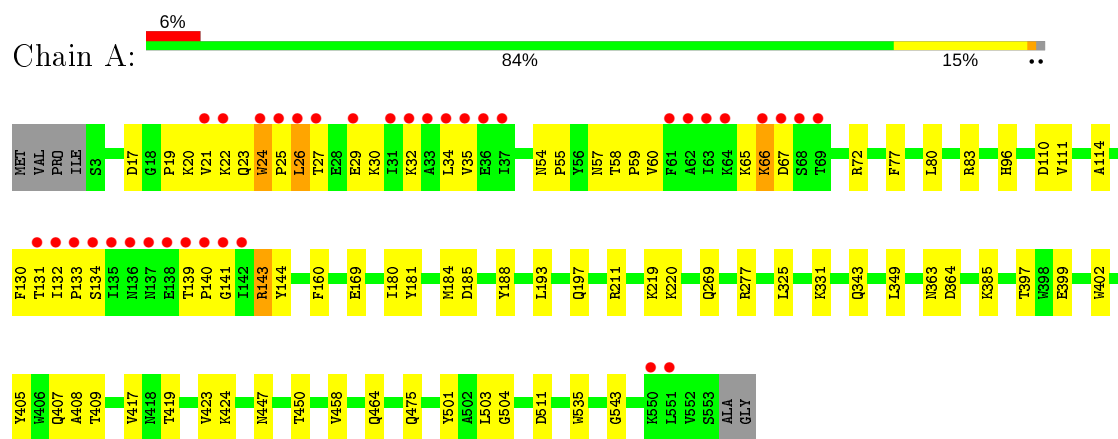 6%
Chain A:
84% 15%
MET VAL PRO ILE S3 D17 G18 P19 K20 V21 K22 Q23 W24 P25 L26 T27 E28 E29 K30 I31 K32 A33 L34 V35 E36 I37 N54 P55 Y56 N57 T58 P59 V60 F61 A62 I63 K64 K65 K66 D67 S68 T69 R72 F77 L80 R83 H96 D110 V111 A114
F130 T131 I132 P133 S134 I135 N136 N137 E138 T139 P140 G141 I142 R143 Y144 F160 E169 I180 Y181 M184 D185 Y188 L193 Q197 R211 K219 K220 Q269 R277 L325 K331 Q343 L349 N363 D364 K385 T397 W398 E399 W402
Y405 W406 Q407 A408 T409 V417 N418 T419 V423 K424 N447 T450 V458 Q464 Q475 Y501 A502 L503 G504 D511 W535 G543 K550 L551 V552 S553 ALA GLY